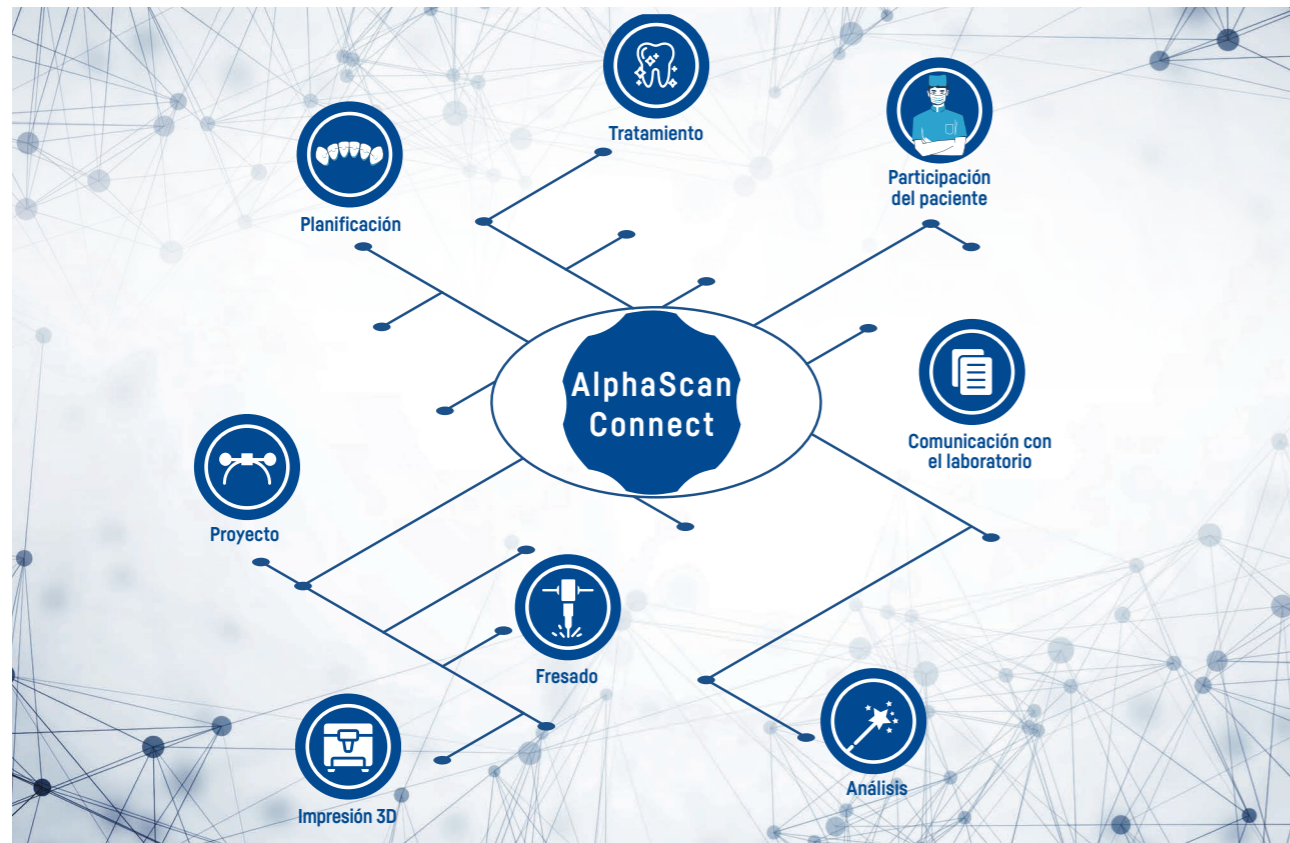 Tratamiento
Participación
del paciente
Planificación
AlphaScan
Connect
Comunicación con
el laboratorio
Proyecto
Fresado
Análisis
Impresión 3D